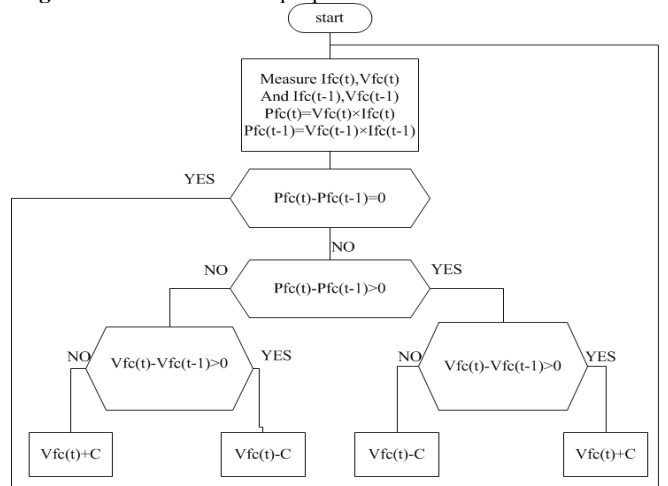 start
Measure Ifc(t),Vfc(t)
And Ifc(t-1),Vfc(t-1)
Pfc(t)=Vfc(t)×Ifc(t)
Pfc(t-1)=Vfc(t-1)×Ifc(t-1)
YES
Pfc(t)-Pfc(t-1)=0
NO
NO
Pfc(t)-Pfc(t-1)>0
YES
NO
Vfc(t)-Vfc(t-1)>0
YES
NO
Vfc(t)-Vfc(t-1)>0
YES
Vfc(t)+C
Vfc(t)-C
Vfc(t)-C
Vfc(t)+C